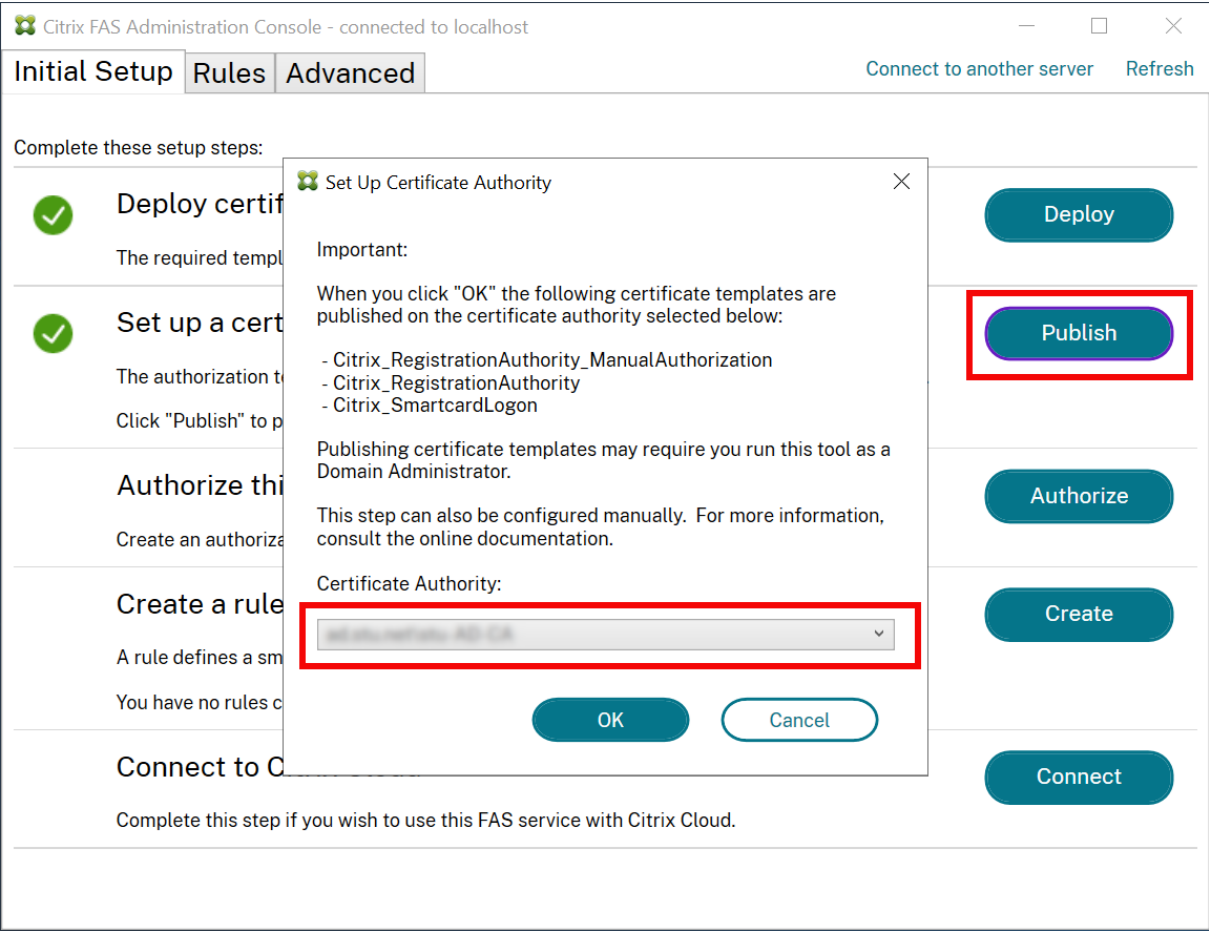 Citrix FAS Administration Console - connected to localhost
Initial Setup
Rules
Advanced
Connect to another server
Refresh
Complete these setup steps:
Deploy certif
Deploy
The required templ
Set up a cert
Publish
The authorization t
Click "Publish" to p
Authorize thi
Authorize
Create an authoriza
Create a rule
Create
A rule defines a sm
You have no rules c
Connect to C
Connect
Complete this step if you wish to use this FAS service with Citrix Cloud.
Set Up Certificate Authority
Important:
When you click "OK" the following certificate templates are
published on the certificate authority selected below:
- Citrix_RegistrationAuthority_ManualAuthorization
- Citrix_RegistrationAuthority
- Citrix_SmartcardLogon
Publishing certificate templates may require you run this tool as a
Domain Administrator.
This step can also be configured manually.  For more information,
consult the online documentation.
Certificate Authority:
OK
Cancel